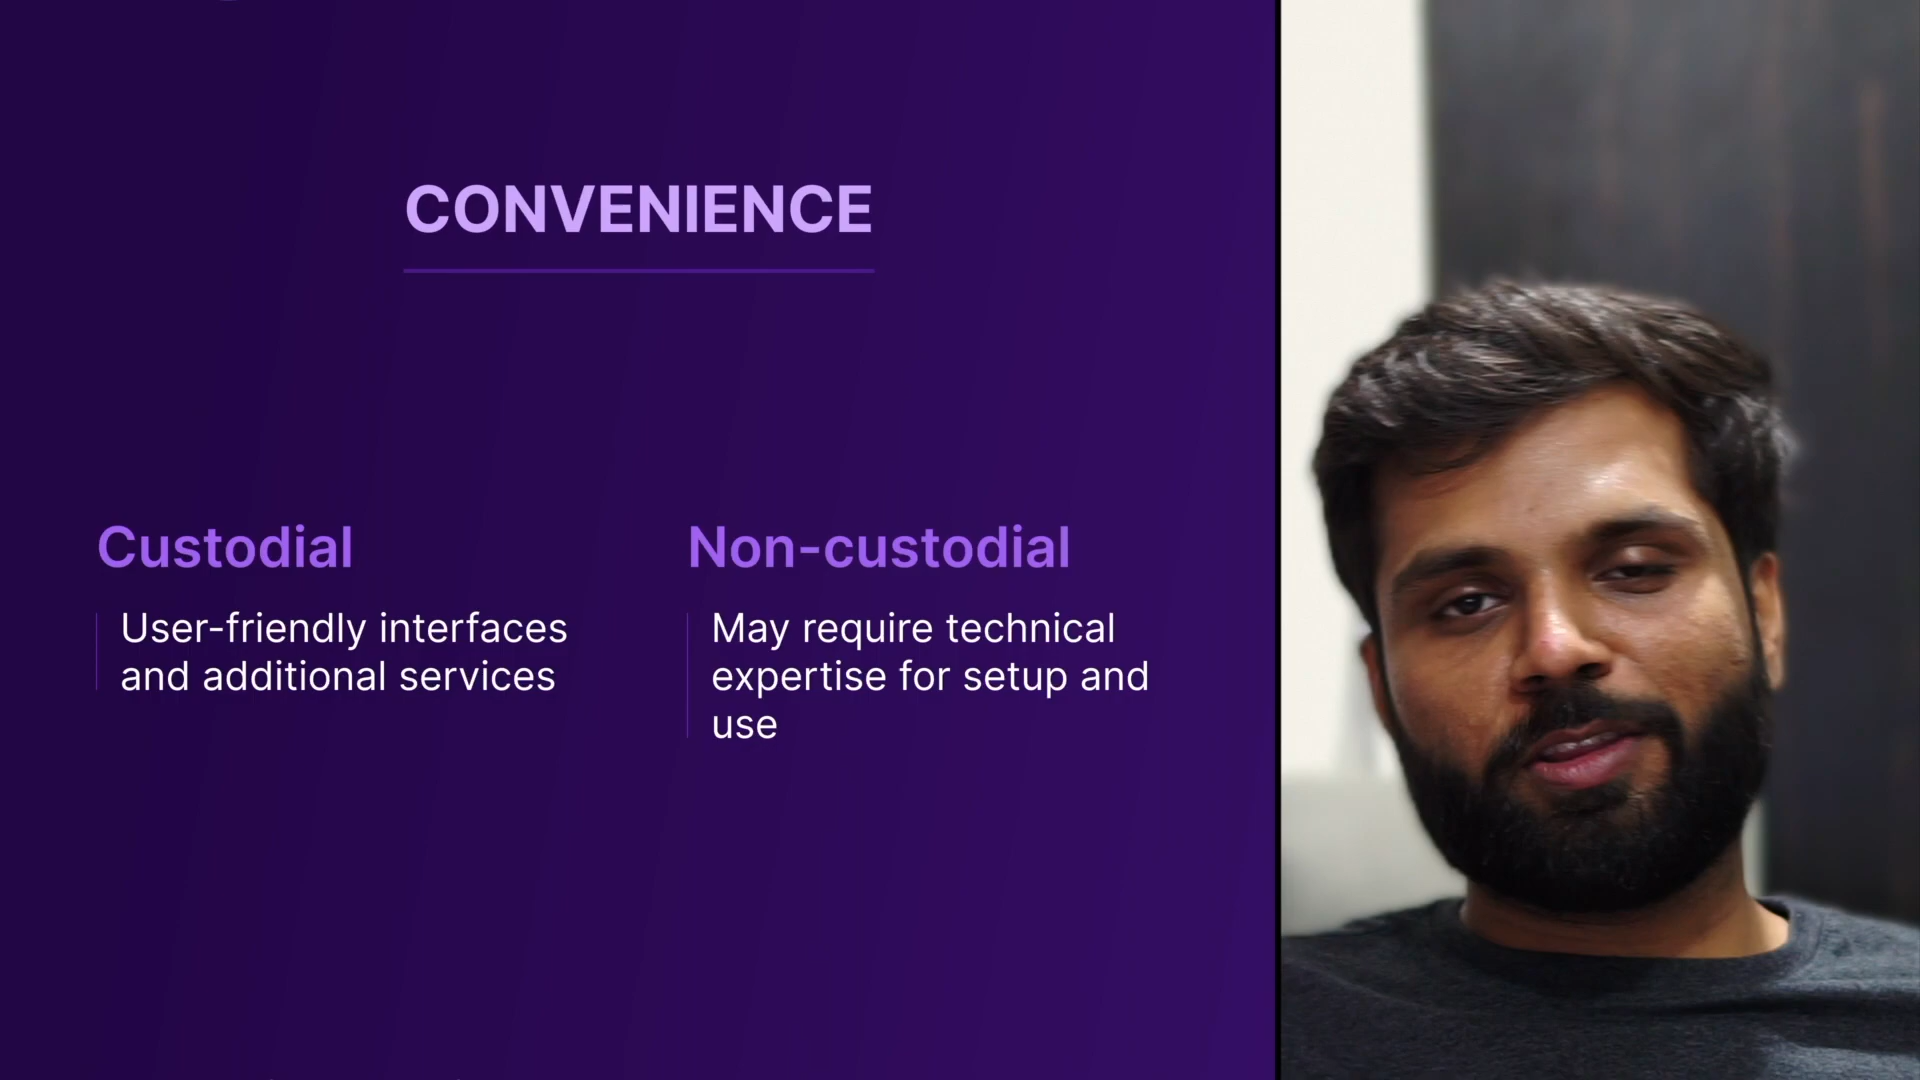 CONVENIENCE
Custodial
User-friendly interfaces
and additional services
Non-custodial
May require technical
expertise for setup and
use